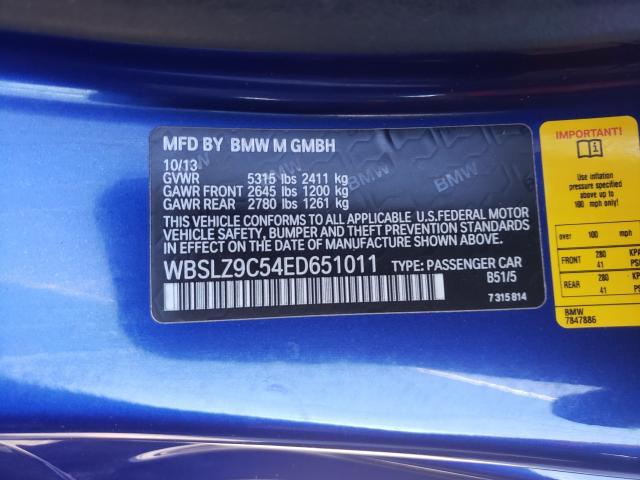 MFD BY BMW M GMBH
10/13
GVWR 5315 lbs 2411 kg
GAWR FRONT 2645 lbs 1200 kg
GAWR REAR 2780 lbs 1261 kg
THIS VEHICLE CONFORMS TO ALL APPLICABLE U.S.FEDERAL MOTOR
VEHICLE SAFETY, BUMPER, AND THEFT PREVENTION STANDARDS
IN EFFECT ON THE DATE OF MANUFACTURE SHOWN ABOVE.
WBSLZ9C54ED651011 TYPE: PASSENGER CAR
B51/5
7315814
BMW
BMW
IMPORTANT!
Use inflation
pressure specified
above up to
100 mph only!
over 100 mph
FRONT 280
41
REAR 280
41
BMW
7847886